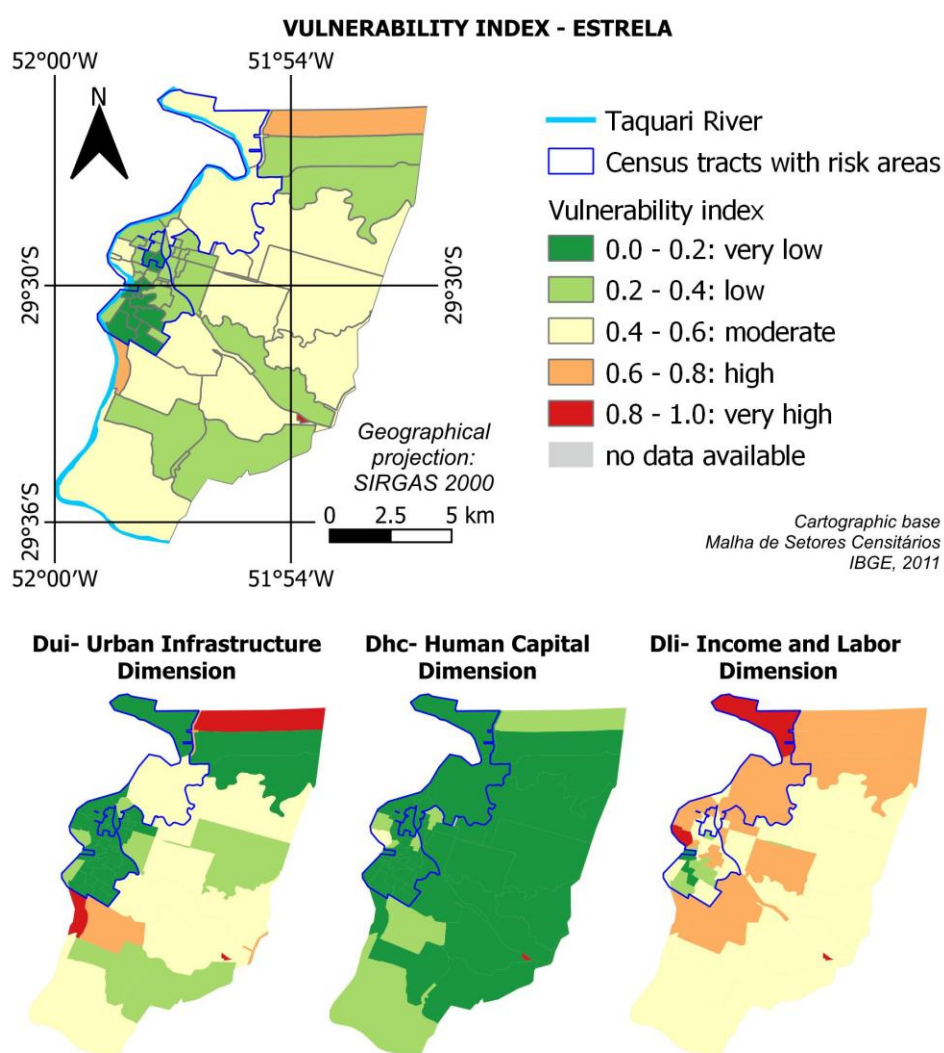 VULNERABILITY INDEX - ESTRELA
52°00′W
51°54′W
N
29°30′S
29°30′S
29°36′S
52°00′W
51°54′W
Geographical
projection:
SIRGAS 2000
0 2.5 5 km
Taquari River
Census tracts with risk areas
Vulnerability index
0.0 - 0.2: very low
0.2 - 0.4: low
0.4 - 0.6: moderate
0.6 - 0.8: high
0.8 - 1.0: very high
no data available
Cartographic base
Malha de Setores Censitários
IBGE, 2011
Dui- Urban Infrastructure
Dimension
Dhc- Human Capital
Dimension
Dli- Income and Labor
Dimension